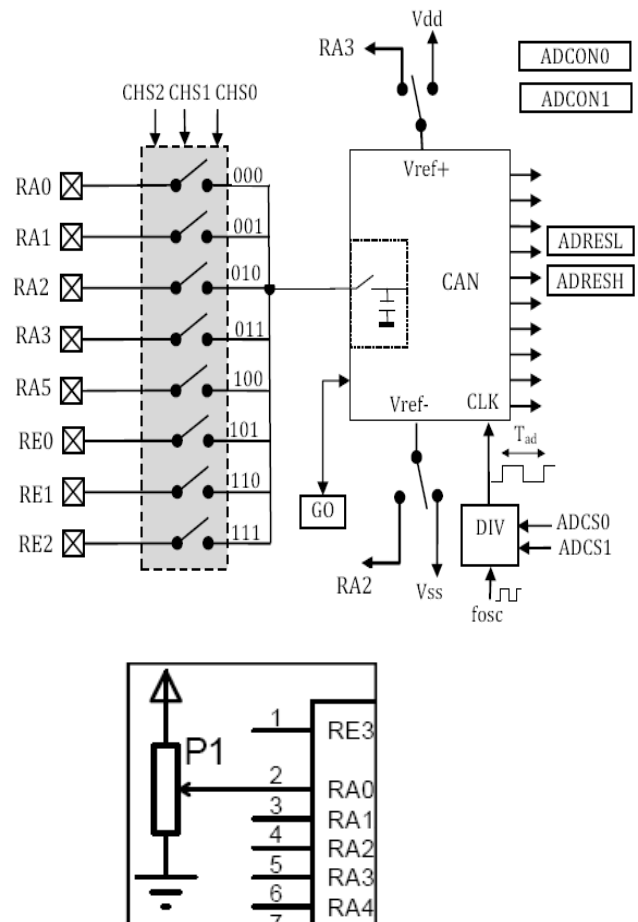 Vdd
RA3
ADCON0
ADCON1
CHS2 CHS1 CHS0
Vref+
RA0
000
RA1
001
RA2
010
RA3
011
RA5
100
RE0
101
RE1
110
RE2
111
CAN
ADRESL
ADRESH
Vref-
CLK
Tad
GO
DIV
ADCS0
ADCS1
RA2
Vss
fosc
P1
1
RE3
2
RA0
3
RA1
4
RA2
5
RA3
6
RA4